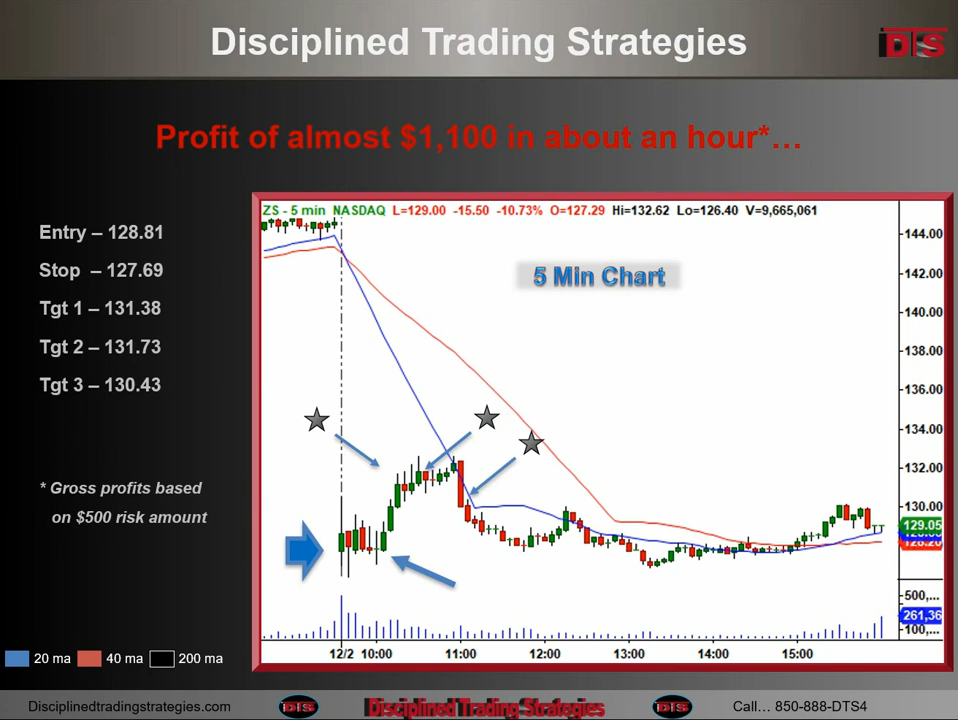 Disciplined Trading Strategies
DTS
Profit of almost $1,100 in about an hour*…
Entry – 128.81
Stop – 127.69
Tgt 1 – 131.38
Tgt 2 – 131.73
Tgt 3 – 130.43
* Gross profits based
on $500 risk amount
ZS - 5 min NASDAQ L=129.00 -15.50 -10.73% O=127.29 Hi=132.62 Lo=126.40 V=9,665,061
5 Min Chart
144.00
142.00
140.00
138.00
136.00
134.00
132.00
130.00
129.05
500,...
261,36
100,...
12/2 10:00 11:00 12:00 13:00 14:00 15:00
20 ma 40 ma 200 ma
Disciplinedtradingstrategies.com DTS Disciplined Trading Strategies DTS Call… 850-888-DTS4